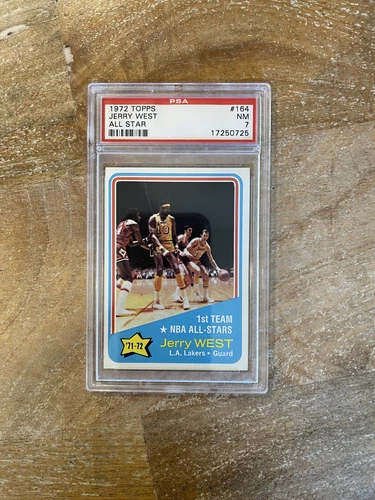 PSA
1972 TOPPS #164
JERRY WEST NM
ALL STAR 7
17250725
13
1st TEAM
★ NBA ALL-STARS
'71-'72
Jerry WEST
L.A. Lakers • Guard